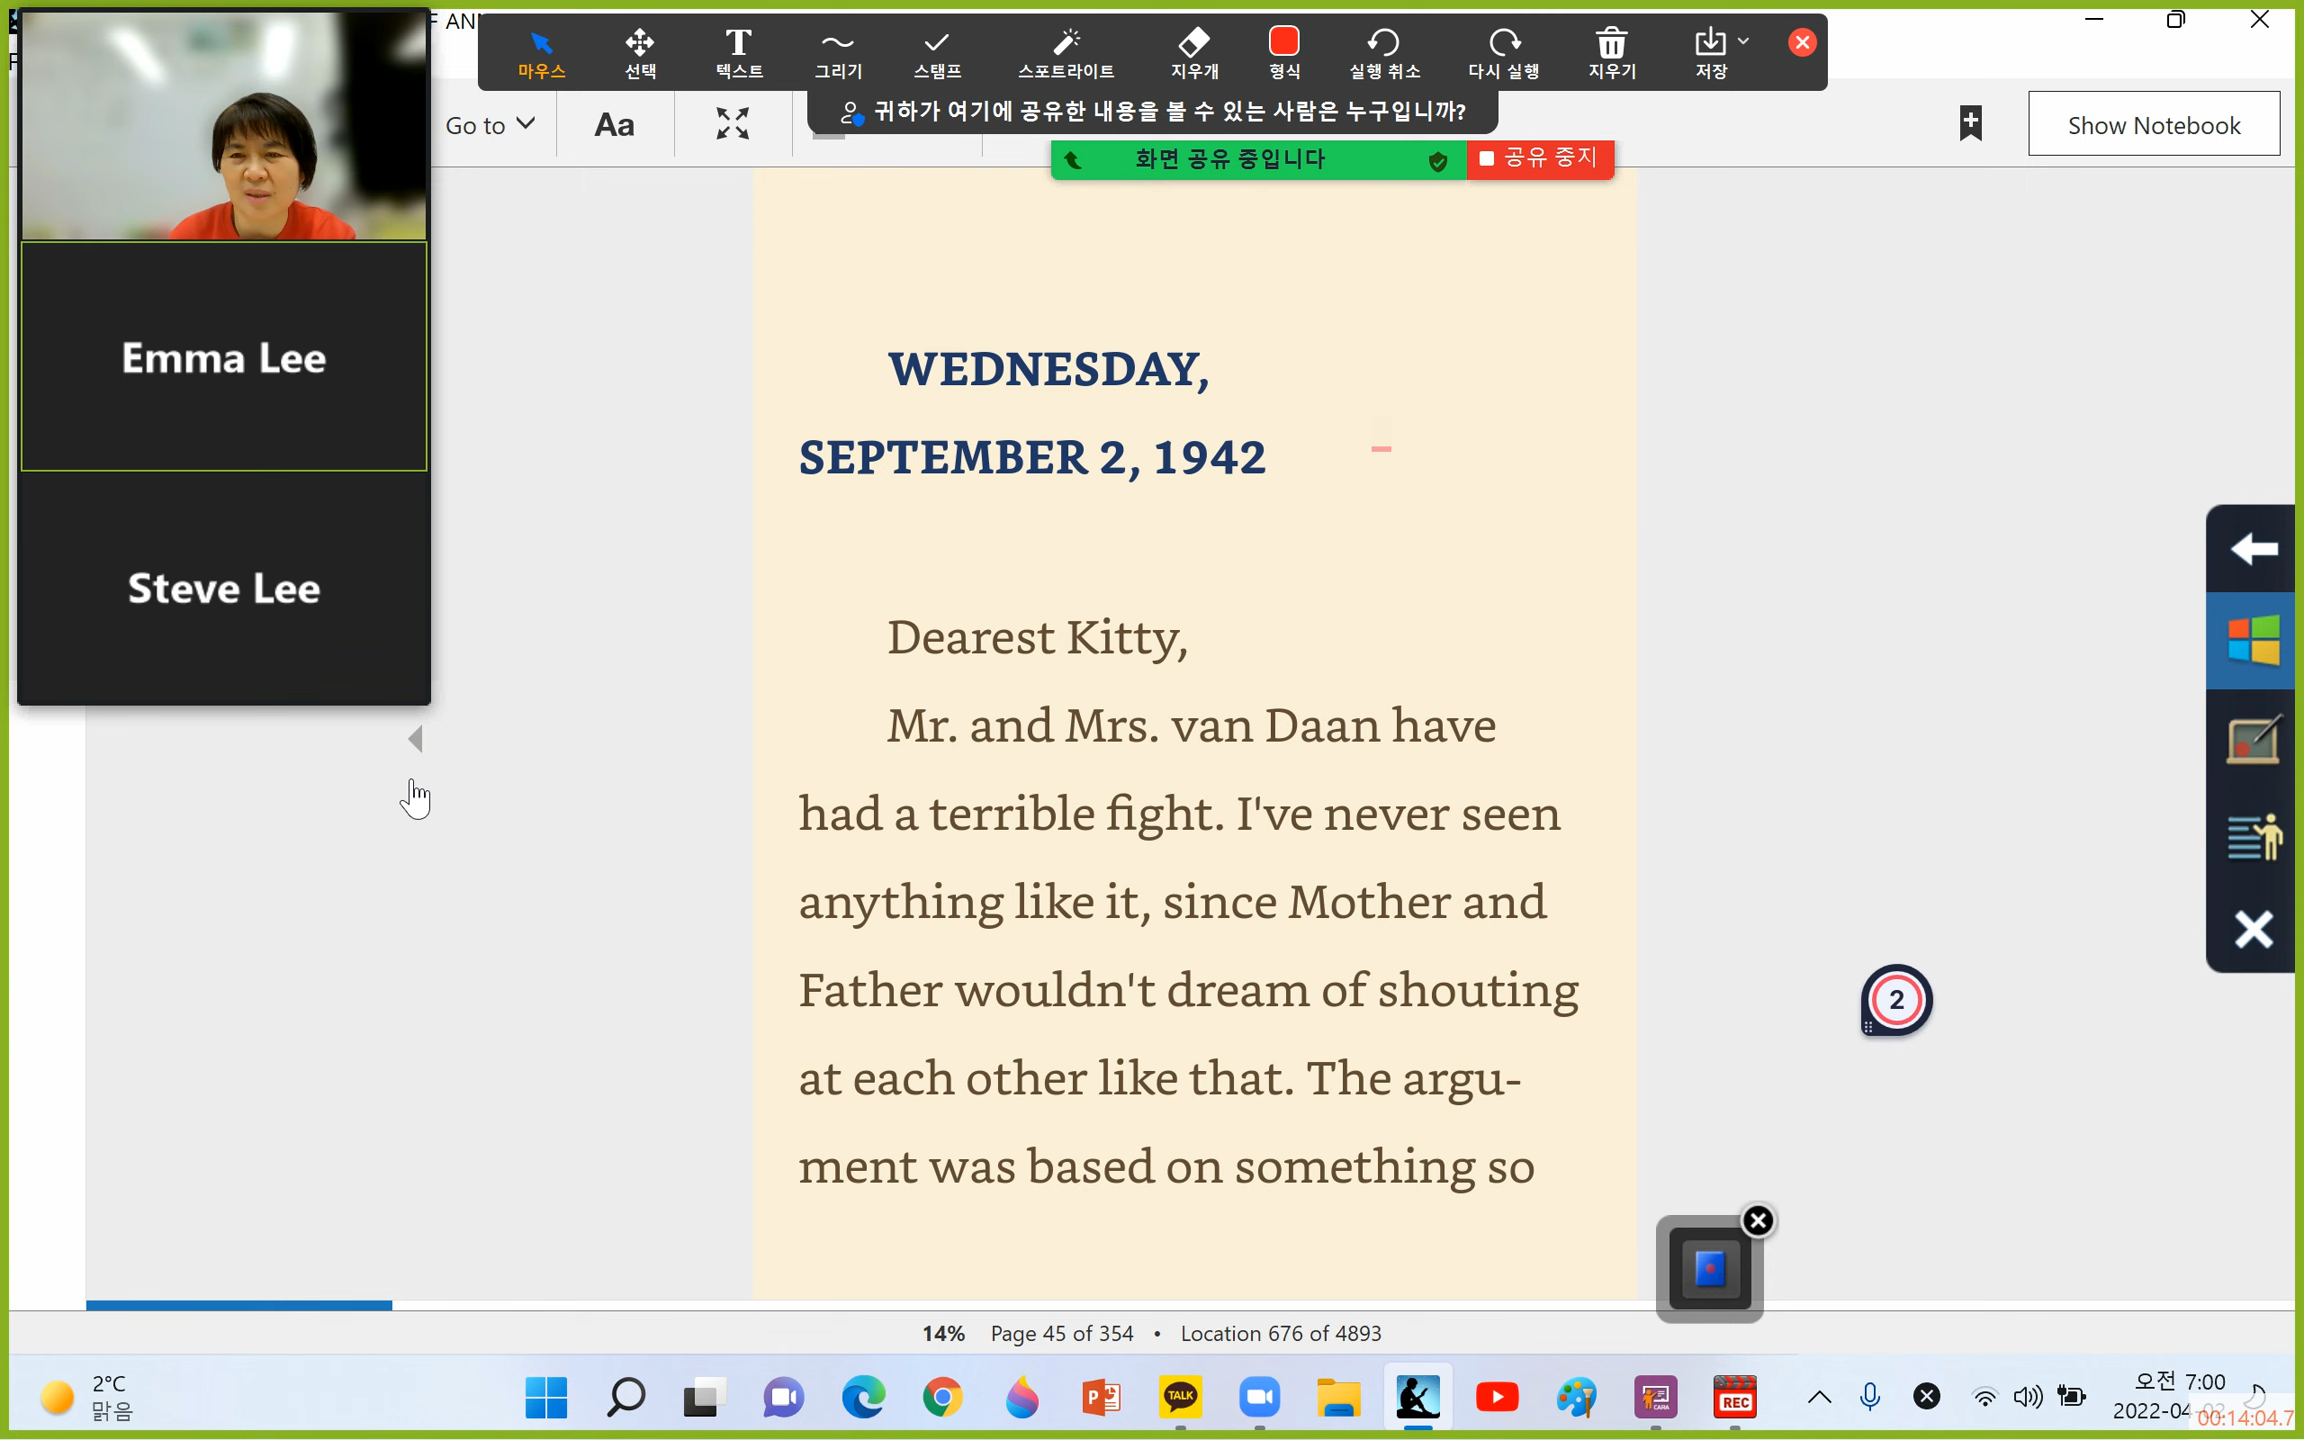 F ANN
마우스
선택
텍스트
그리기
스탬프
스포트라이트
지우개
형식
실행 취소
다시 실행
지우기
저장
귀하가 여기에 공유한 내용을 볼 수 있는 사람은 누구입니까?
화면 공유 중입니다
공유 중지
Go to
Aa
Show Notebook
Emma Lee
Steve Lee
WEDNESDAY,
SEPTEMBER 2, 1942
Dearest Kitty,
Mr. and Mrs. van Daan have
had a terrible fight. I've never seen
anything like it, since Mother and
Father wouldn't dream of shouting
at each other like that. The argu-
ment was based on something so
2
14% Page 45 of 354 • Location 676 of 4893
2°C
맑음
TALK
CARA
REC
오전 7:00
2022-04-
00:14:04.7